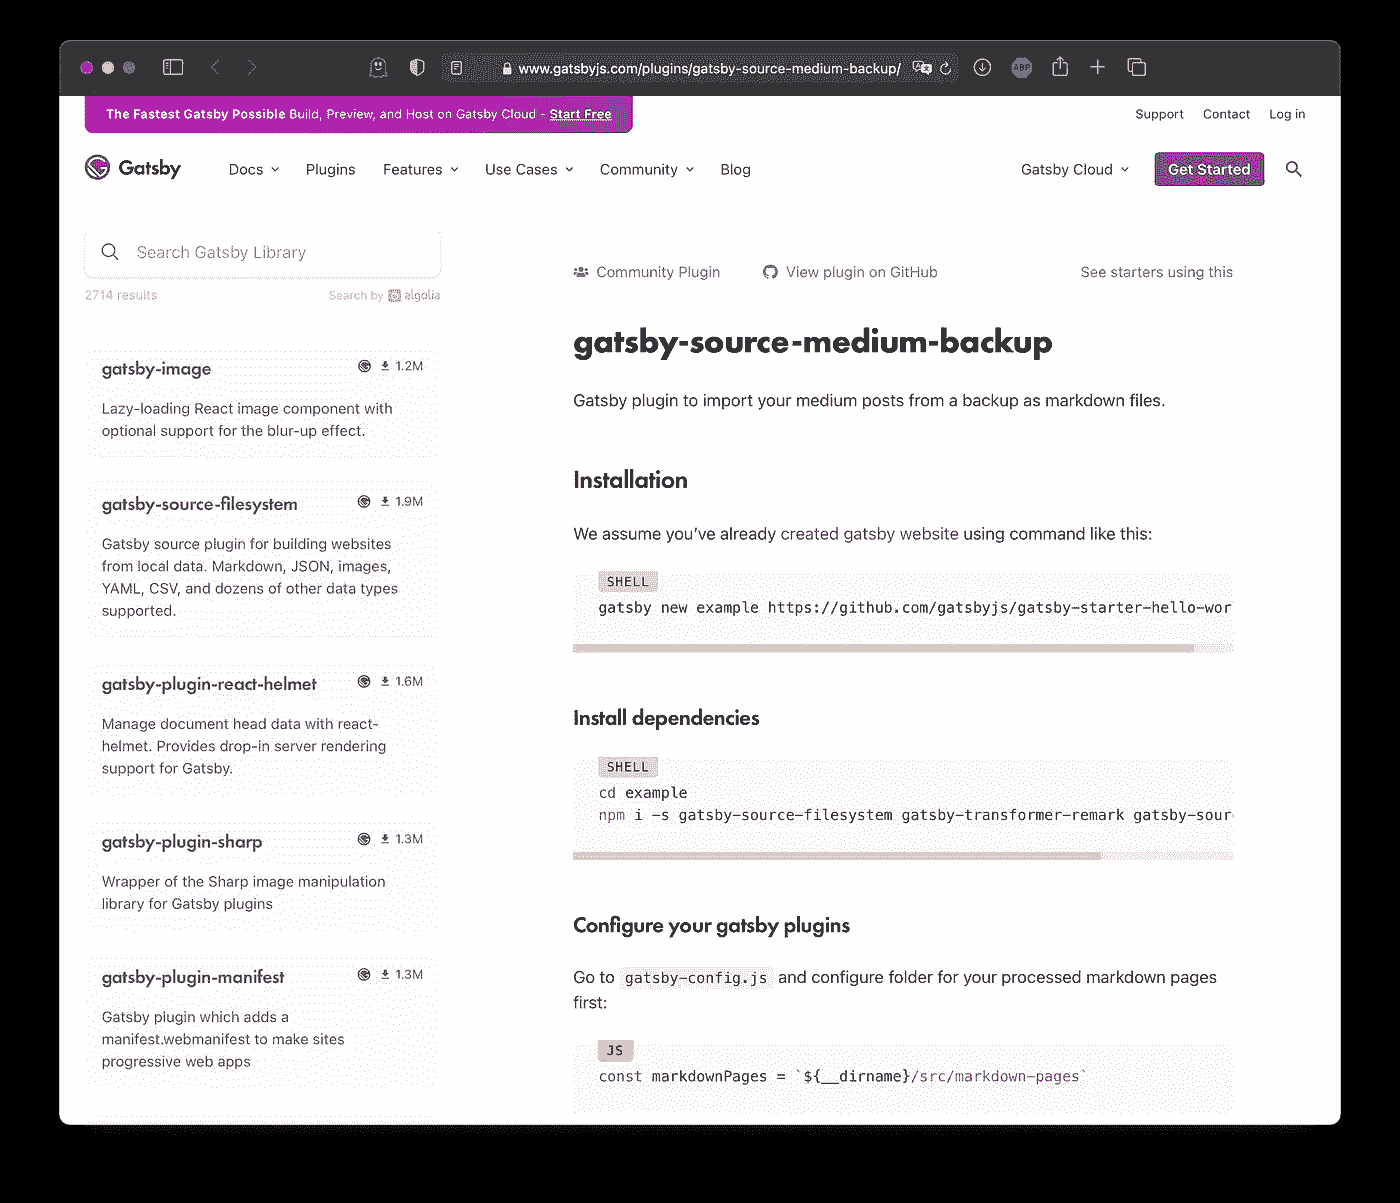 www.gatsbyjs.com/plugins/gatsby-source-medium-backup/
ABP
The Fastest Gatsby Possible Build, Preview, and Host on Gatsby Cloud - Start Free
Support Contact Log in
Gatsby
Docs Plugins Features Use Cases Community Blog
Gatsby Cloud Get Started
Search Gatsby Library
2714 results
Search by algolia
gatsby-image 1.2M
Lazy-loading React image component with
optional support for the blur-up effect.
gatsby-source-filesystem 1.9M
Gatsby source plugin for building websites
from local data. Markdown, JSON, images,
YAML, CSV, and dozens of other data types
supported.
gatsby-plugin-react-helmet 1.6M
Manage document head data with react-
helmet. Provides drop-in server rendering
support for Gatsby.
gatsby-plugin-sharp 1.3M
Wrapper of the Sharp image manipulation
library for Gatsby plugins
gatsby-plugin-manifest 1.3M
Gatsby plugin which adds a
manifest.webmanifest to make sites
progressive web apps
Community Plugin View plugin on GitHub See starters using this
gatsby-source-medium-backup
Gatsby plugin to import your medium posts from a backup as markdown files.
Installation
We assume you’ve already created gatsby website using command like this:
SHELL
gatsby new example https://github.com/gatsbyjs/gatsby-starter-hello-wor
Install dependencies
SHELL
cd example
npm i -s gatsby-source-filesystem gatsby-transformer-remark gatsby-sour
Configure your gatsby plugins
Go to gatsby-config.js and configure folder for your processed markdown pages
first:
JS
const markdownPages = `${__dirname}/src/markdown-pages`